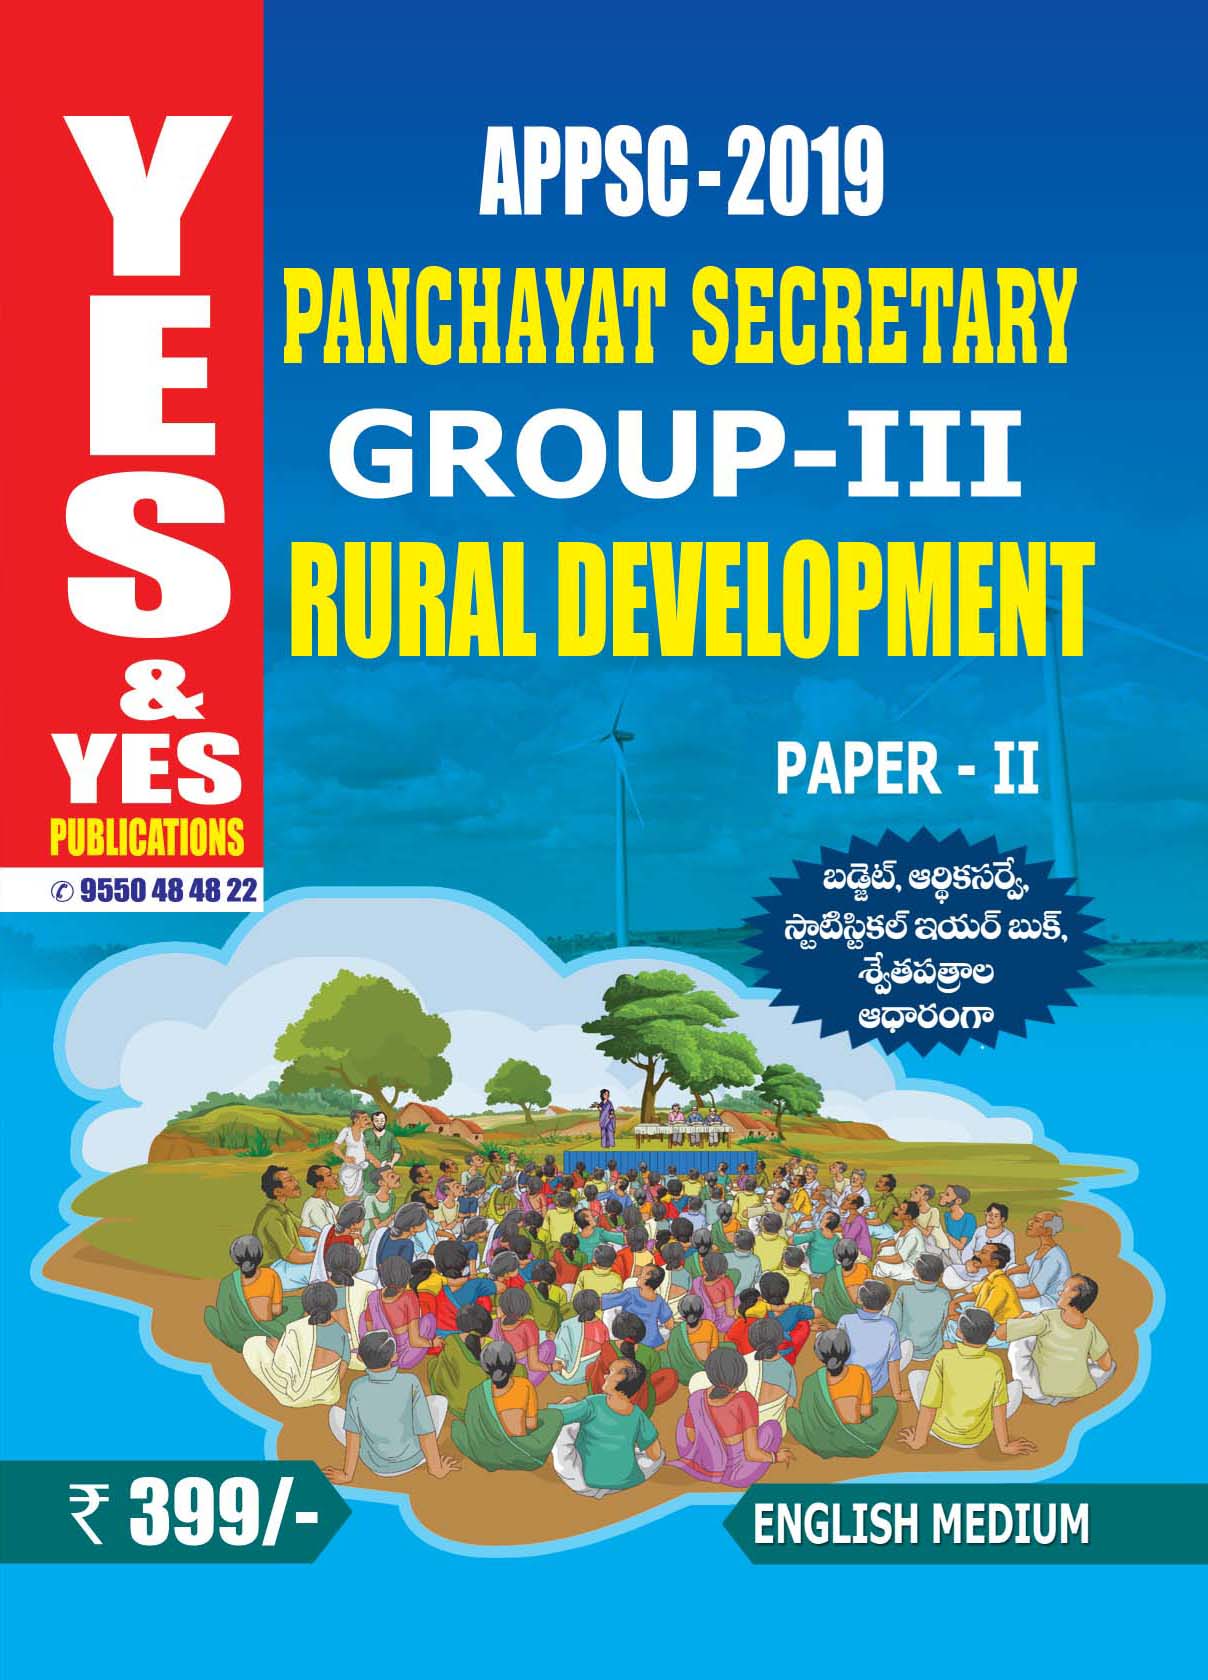 YES
&
YES
PUBLICATIONS
✆ 9550 48 48 22
APPSC-2019
PANCHAYAT SECRETARY
GROUP-III
RURAL DEVELOPMENT
PAPER - II
బడ్జెట్, ఆర్థికసర్వే,
స్టాటిస్టికల్ ఇయర్ బుక్,
శ్వేతపత్రాల
ఆధారంగా
₹ 399/-
ENGLISH MEDIUM